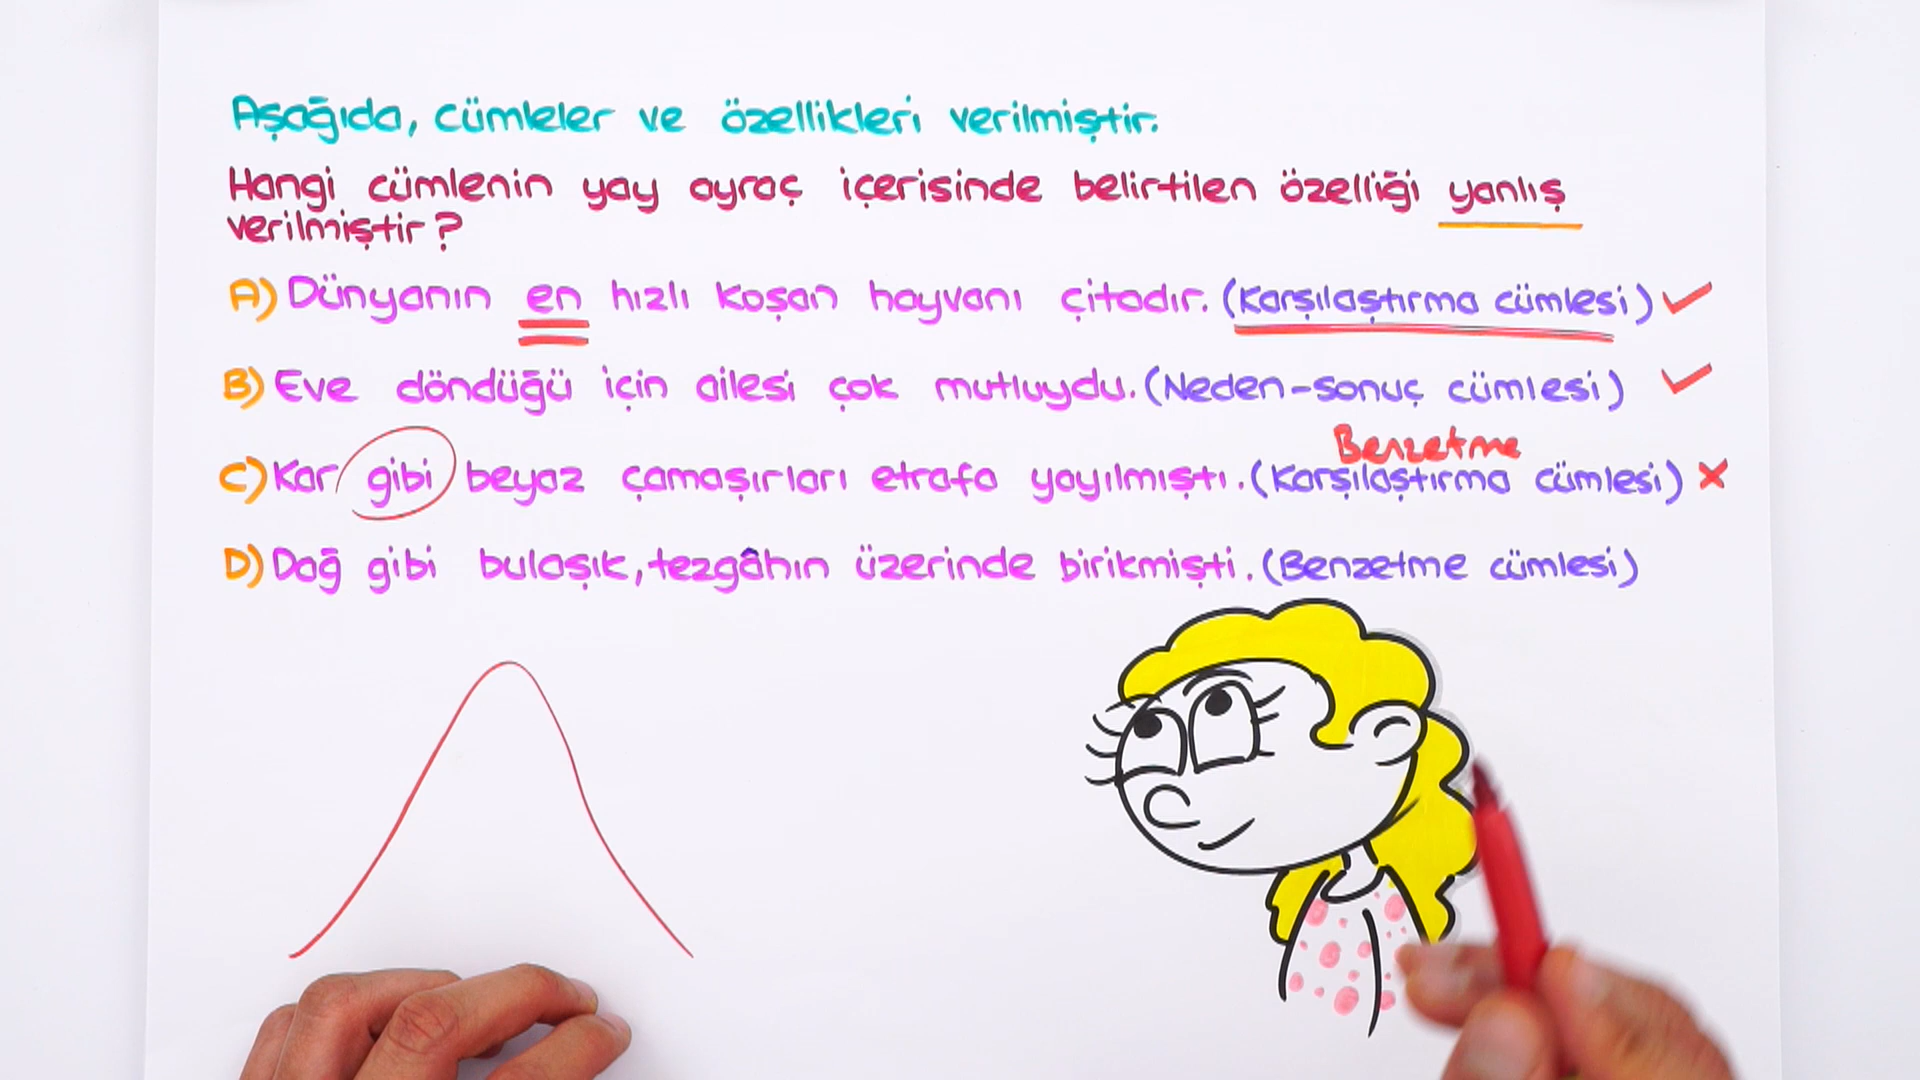 Aşağıda, cümleler ve özellikleri verilmiştir.
Hangi cümlenin yay ayraç içerisinde belirtilen özelliği yanlış
verilmiştir?
A) Dünyanın en hızlı koşan hayvanı çitadır. (Karşılaştırma cümlesi)
B) Eve döndüğü için ailesi çok mutluydu. (Neden-sonuç cümlesi)
Benzetme
C) Kar gibi beyaz çamaşırları etrafa yayılmıştı. (Karşılaştırma cümlesi)
D) Dağ gibi bulaşık, tezgâhın üzerinde birikmişti. (Benzetme cümlesi)